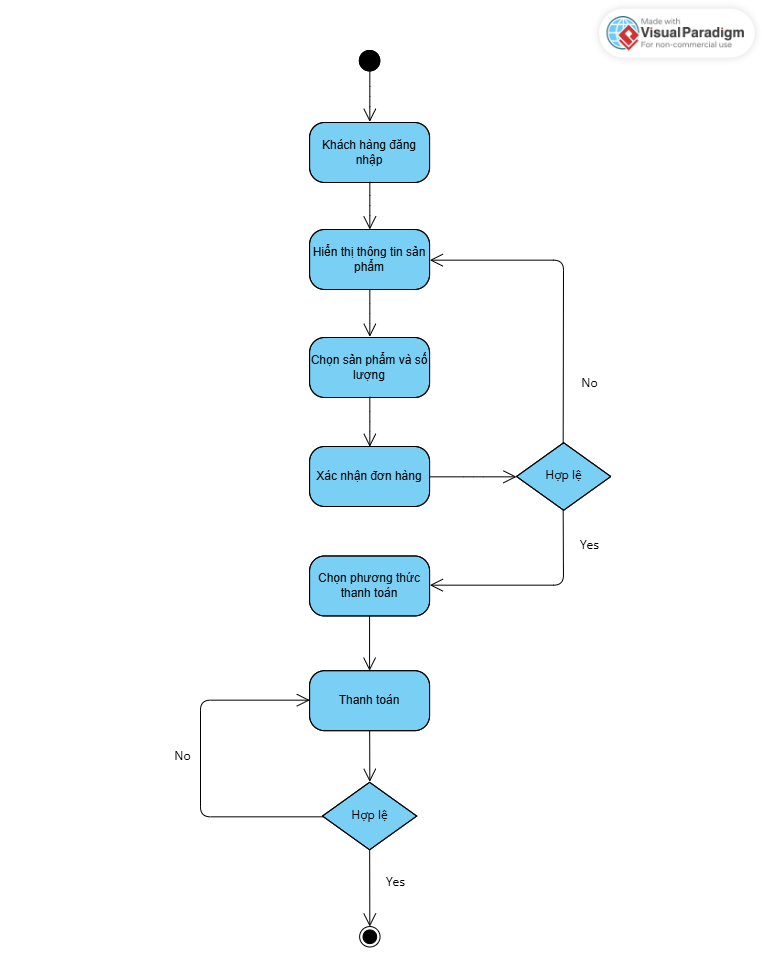 Made with
VisualParadigm
For non-commercial use
Khách hàng đăng
nhập
Hiển thị thông tin sản
phẩm
Chọn sản phẩm và số
lượng
No
Xác nhận đơn hàng
Hợp lệ
Yes
Chọn phương thức
thanh toán
Thanh toán
No
Hợp lệ
Yes